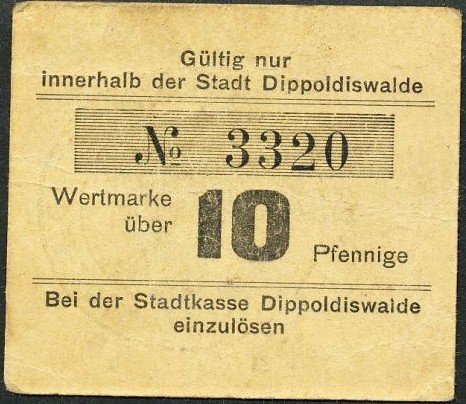 Gültig nur
innerhalb der Stadt Dippoldiswalde
№ 3320
Wertmarke
über
10
Pfennige
Bei der Stadtkasse Dippoldiswalde
einzulösen